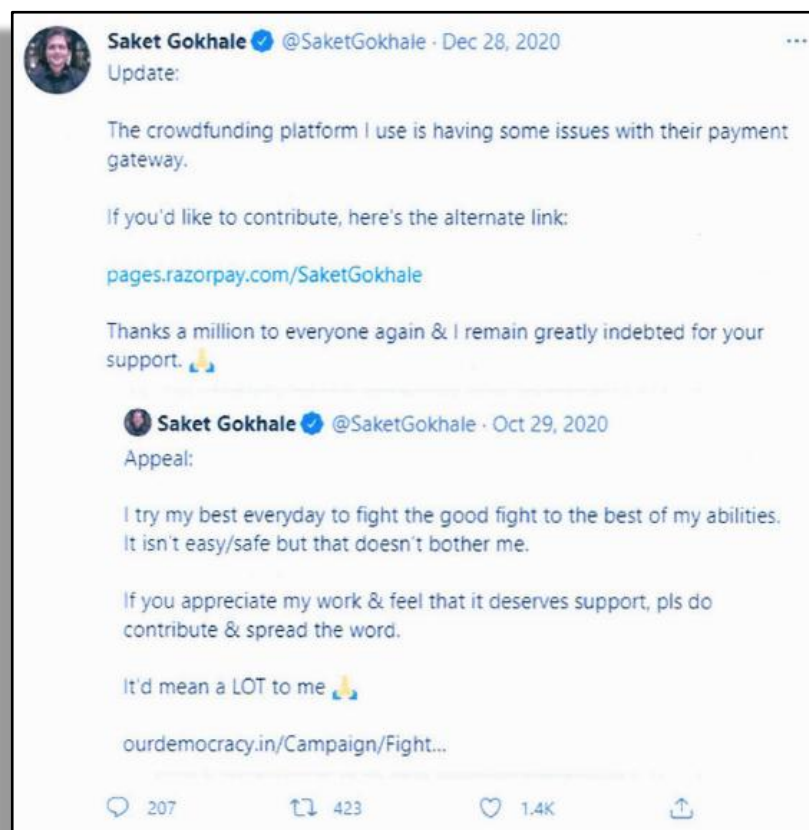 Saket Gokhale @SaketGokhale · Dec 28, 2020
Update:
The crowdfunding platform I use is having some issues with their payment
gateway.
If you'd like to contribute, here's the alternate link:
pages.razorpay.com/SaketGokhale
Thanks a million to everyone again & I remain greatly indebted for your
support. 🙏
Saket Gokhale @SaketGokhale · Oct 29, 2020
Appeal:
I try my best everyday to fight the good fight to the best of my abilities.
It isn't easy/safe but that doesn't bother me.
If you appreciate my work & feel that it deserves support, pls do
contribute & spread the word.
It'd mean a LOT to me 🙏
ourdemocracy.in/Campaign/Fight...
207 423 1.4K